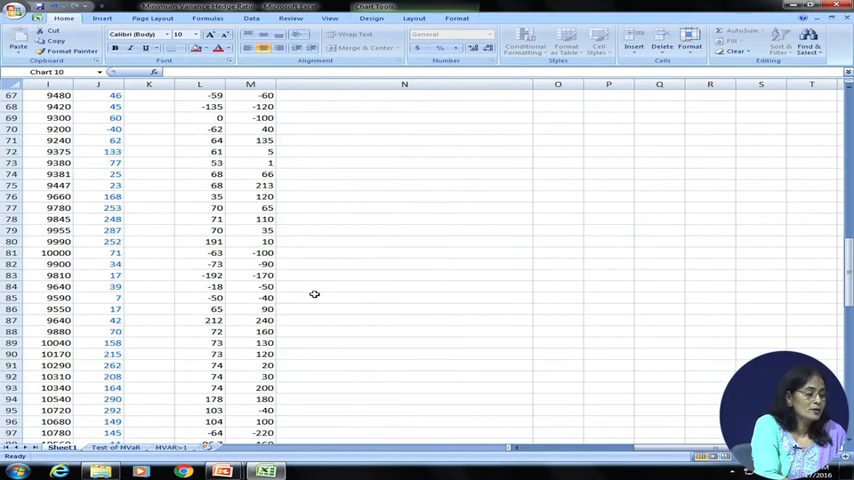 Minimum Variance Hedge Ratio - Microsoft Excel
Chart Tools
Home Insert Page Layout Formulas Data Review View Design Layout Format
Cut
Copy
Format Painter
Paste
Clipboard
Calibri (Body) 10
B I U
Font
Wrap Text
Merge & Center
Alignment
General
Number
Conditional Formatting
Format as Table
Cell Styles
Styles
Insert Delete Format
Cells
AutoSum
Fill
Clear
Sort & Filter
Find & Select
Editing
Chart 10
fx
I J K L M N O P Q R S T
67 9480 46 -59 -60
68 9420 45 -135 -120
69 9300 60 0 -100
70 9200 -40 -62 40
71 9240 62 64 135
72 9375 133 61 5
73 9380 77 53 1
74 9381 25 68 66
75 9447 23 68 213
76 9660 168 35 120
77 9780 253 70 65
78 9845 248 71 110
79 9955 287 70 35
80 9990 252 191 10
81 10000 71 -63 -100
82 9900 34 -73 -90
83 9810 17 -192 -170
84 9640 39 -18 -50
85 9590 7 -50 -40
86 9550 17 65 90
87 9640 42 212 240
88 9880 70 72 160
89 10040 158 73 130
90 10170 215 73 120
91 10290 262 74 20
92 10310 208 74 30
93 10340 164 74 200
94 10540 290 178 180
95 10720 292 103 -40
96 10680 149 104 100
97 10780 145 -64 -220
Sheet1 Test of MVaR MVAR>1
Ready